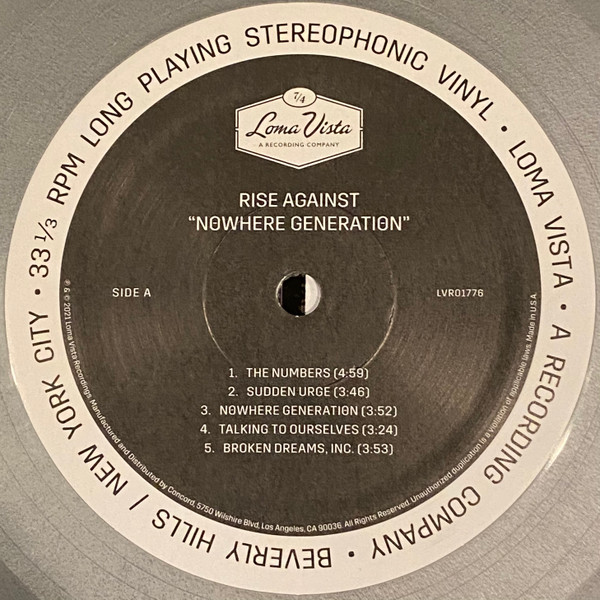 33 1/3 RPM LONG PLAYING STEREOPHONIC VINYL • LOMA VISTA • A RECORDING COMPANY • BEVERLY HILLS / NEW YORK CITY •
7/4
Loma Vista
A RECORDING COMPANY
RISE AGAINST
“NOWHERE GENERATION”
SIDE A
LVR01776
1. THE NUMBERS (4:59)
2. SUDDEN URGE (3:46)
3. NOWHERE GENERATION (3:52)
4. TALKING TO OURSELVES (3:24)
5. BROKEN DREAMS, INC. (3:53)
℗ & © 2021 Loma Vista Recordings. Manufactured and Distributed by Concord, 5750 Wilshire Blvd, Los Angeles, CA 90036. All Rights Reserved. Unauthorized duplication is a violation of applicable laws. Made in U.S.A.